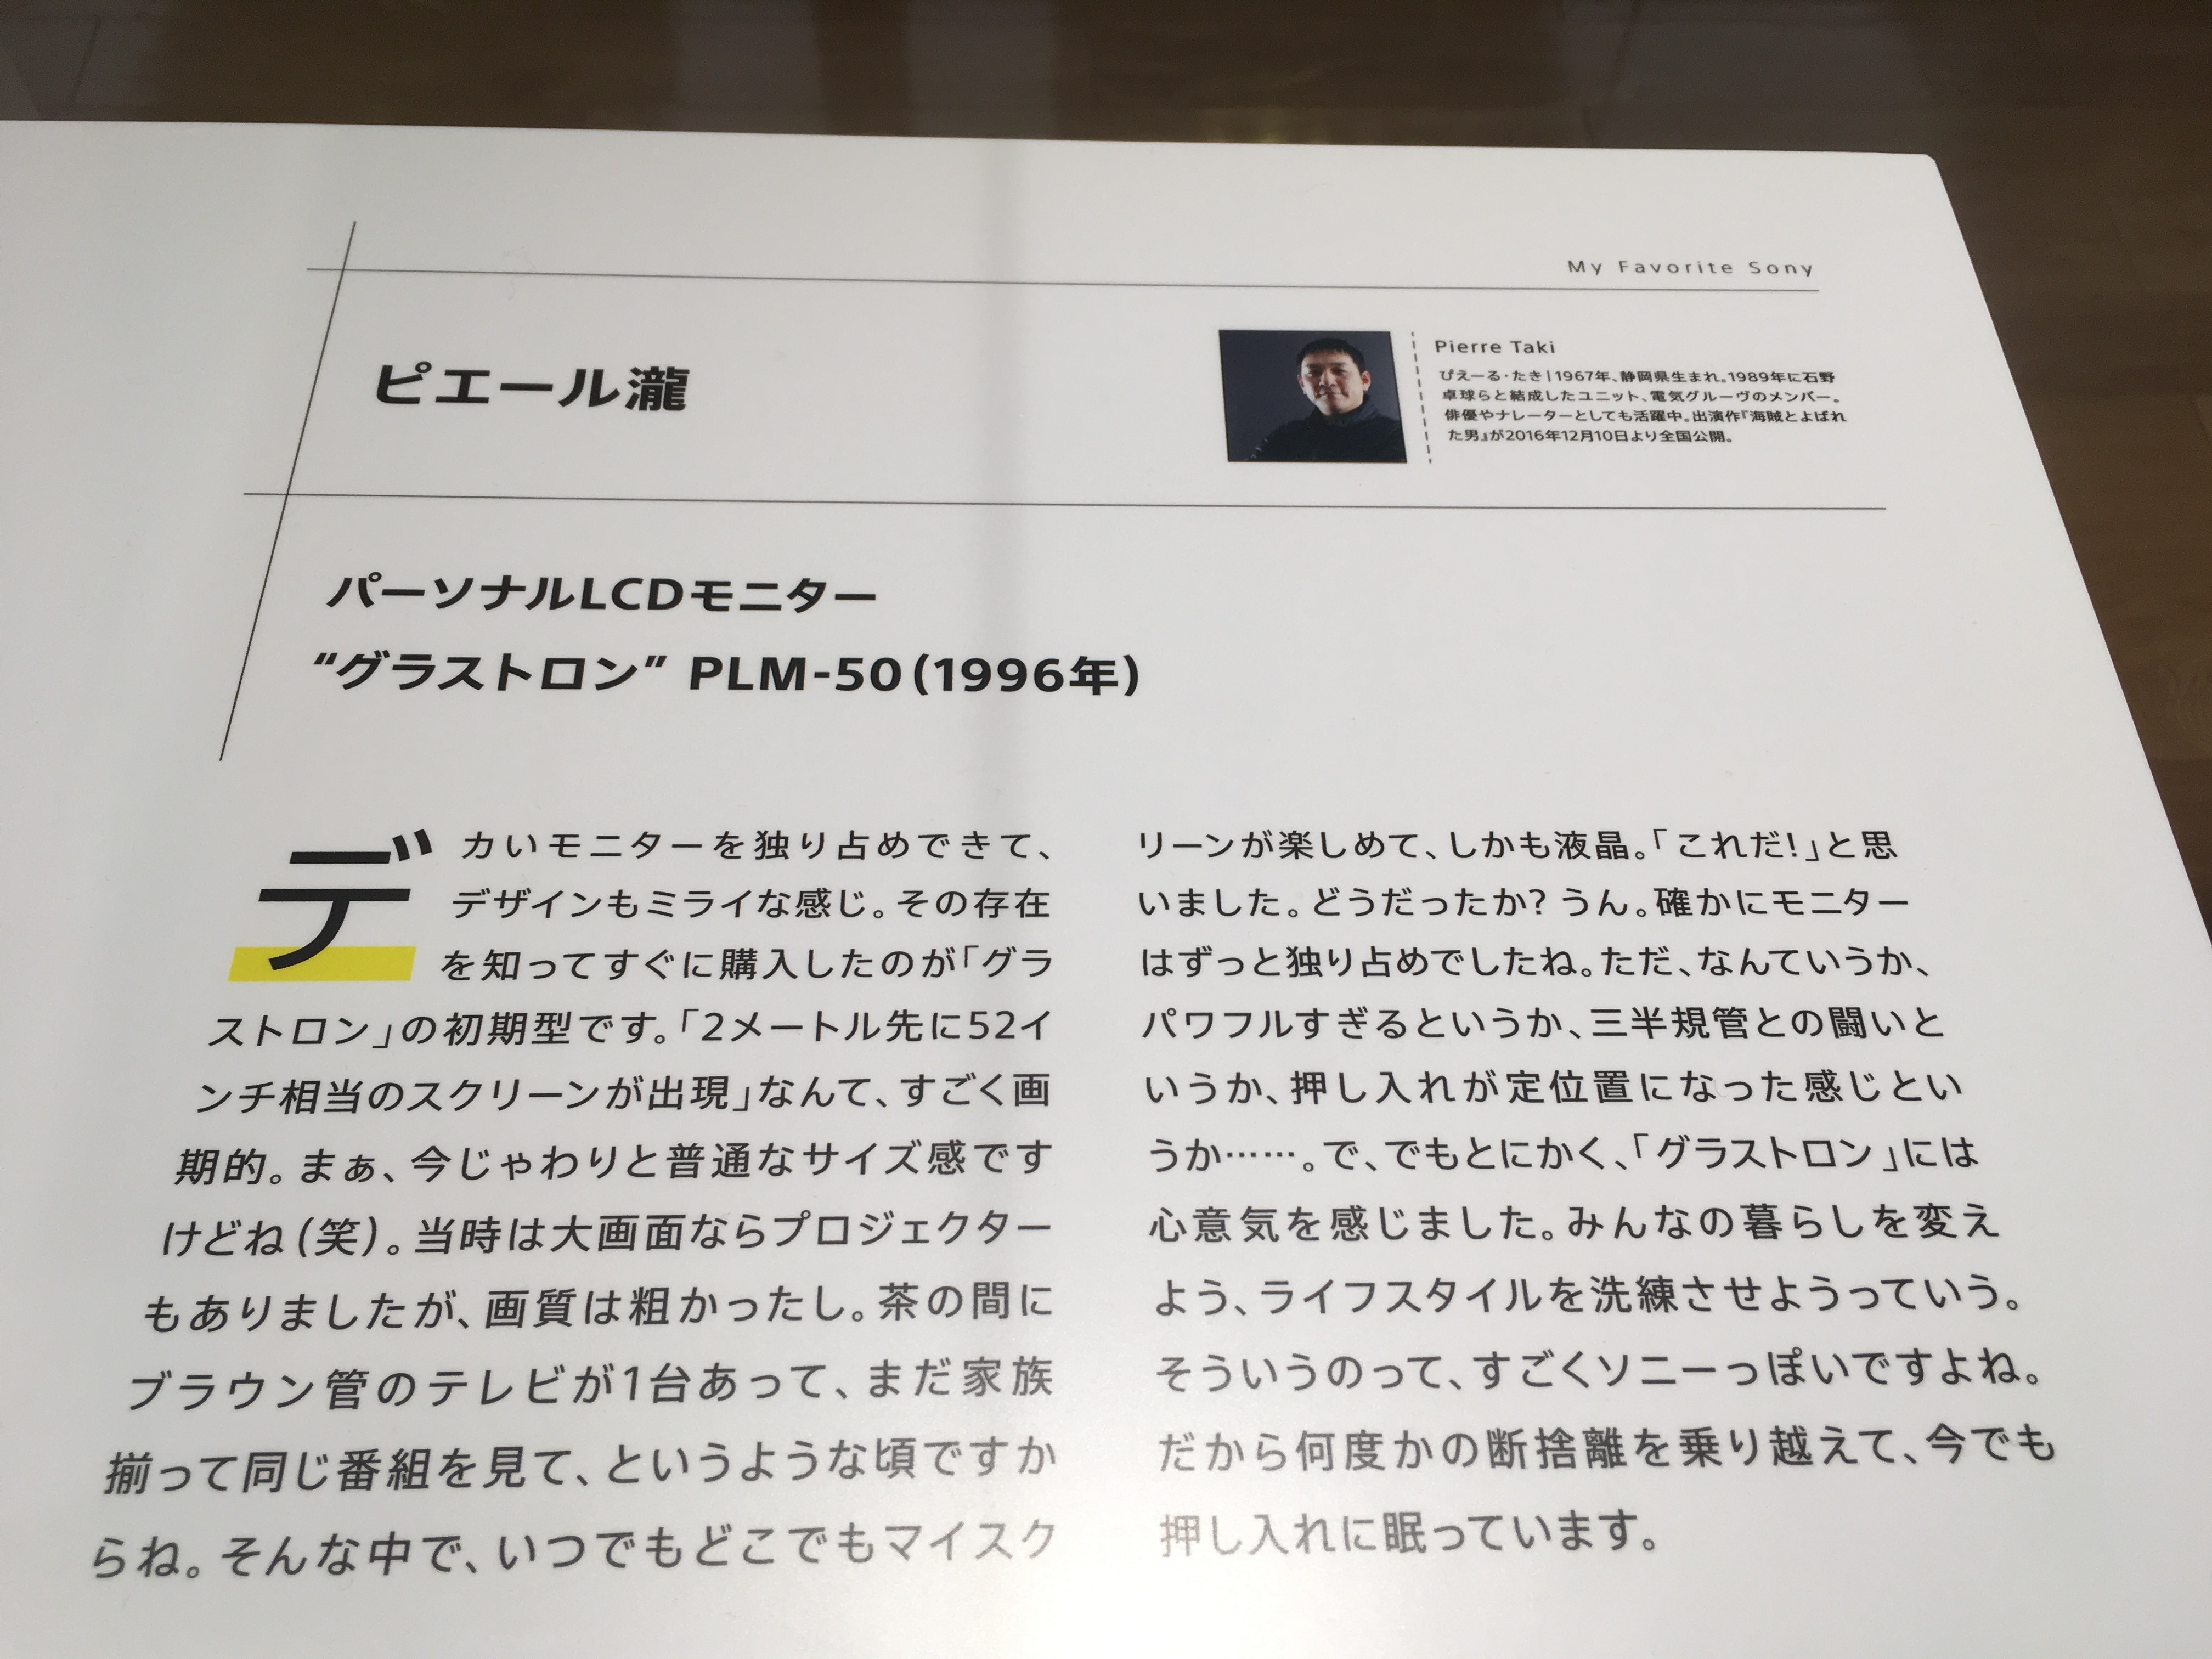 My Favorite Sony
ピエール瀧
Pierre Taki
ぴえーる・たき|1967年、静岡県生まれ。1989年に石野
卓球らと結成したユニット、電気グルーヴのメンバー。
俳優やナレーターとしても活躍中。出演作『海賊とよばれ
た男』が2016年12月10日より全国公開。
パーソナルLCDモニター
“グラストロン” PLM-50(1996年)
デカいモニターを独り占めできて、
デザインもミライな感じ。その存在
を知ってすぐに購入したのが「グラ
ストロン」の初期型です。「2メートル先に52イ
ンチ相当のスクリーンが出現」なんて、すごく画
期的。まぁ、今じゃわりと普通なサイズ感です
けどね(笑)。当時は大画面ならプロジェクター
もありましたが、画質は粗かったし。茶の間に
ブラウン管のテレビが1台あって、まだ家族
揃って同じ番組を見て、というような頃ですか
らね。そんな中で、いつでもどこでもマイスク
リーンが楽しめて、しかも液晶。「これだ!」と思
いました。どうだったか? うん。確かにモニター
はずっと独り占めでしたね。ただ、なんていうか、
パワフルすぎるというか、三半規管との闘いと
いうか、押し入れが定位置になった感じとい
うか……。で、でもとにかく、「グラストロン」には
心意気を感じました。みんなの暮らしを変え
よう、ライフスタイルを洗練させようっていう。
そういうのって、すごくソニーっぽいですよね。
だから何度かの断捨離を乗り越えて、今でも
押し入れに眠っています。